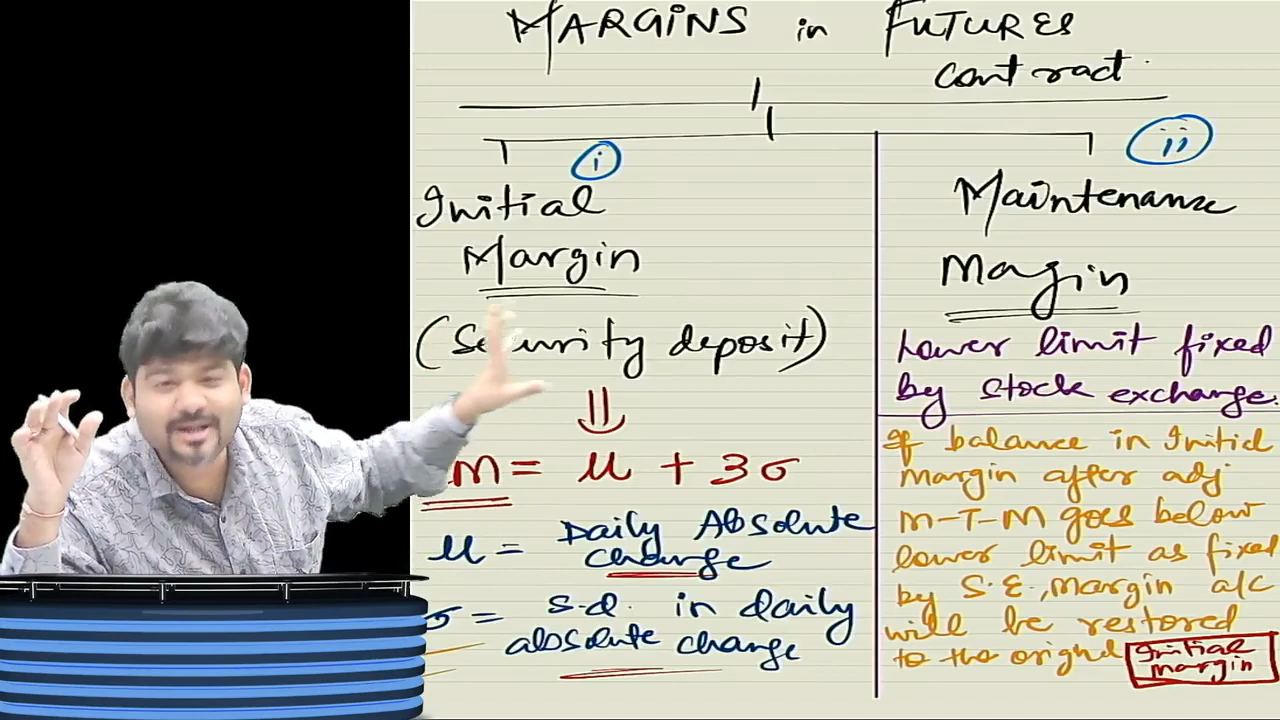 MARGINS in FUTURES
contract.
i
ii
Initial
Margin
(Security deposit)
M = μ + 3σ
μ = Daily Absolute
change
σ = s.d. in daily
absolute change
Maintenance
Magin
Lower limit fixed
by stock exchange.
If balance in Initial
margin after adj
M-T-M goes below
lower limit as fixed
by S.E., Margin a/c
will be restored
to the original Initial
margin